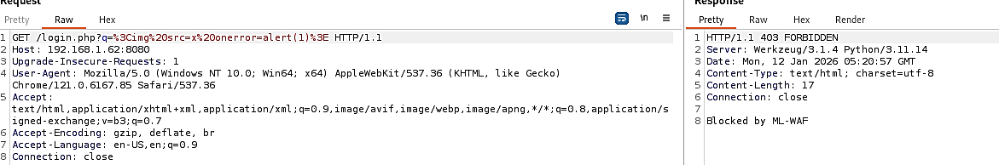 Request
Pretty Raw Hex
\n
1 GET /login.php?q=%3Cimg%20src=x%20onerror=alert(1)%3E HTTP/1.1
2 Host: 192.168.1.62:8080
3 Upgrade-Insecure-Requests: 1
4 User-Agent: Mozilla/5.0 (Windows NT 10.0; Win64; x64) AppleWebKit/537.36 (KHTML, like Gecko)
Chrome/121.0.6167.85 Safari/537.36
5 Accept:
text/html,application/xhtml+xml,application/xml;q=0.9,image/avif,image/webp,image/apng,*/*;q=0.8,application/s
igned-exchange;v=b3;q=0.7
6 Accept-Encoding: gzip, deflate, br
7 Accept-Language: en-US,en;q=0.9
8 Connection: close
Response
Pretty Raw Hex Render
1 HTTP/1.1 403 FORBIDDEN
2 Server: Werkzeug/3.1.4 Python/3.11.14
3 Date: Mon, 12 Jan 2026 05:20:57 GMT
4 Content-Type: text/html; charset=utf-8
5 Content-Length: 17
6 Connection: close
7
8 Blocked by ML-WAF